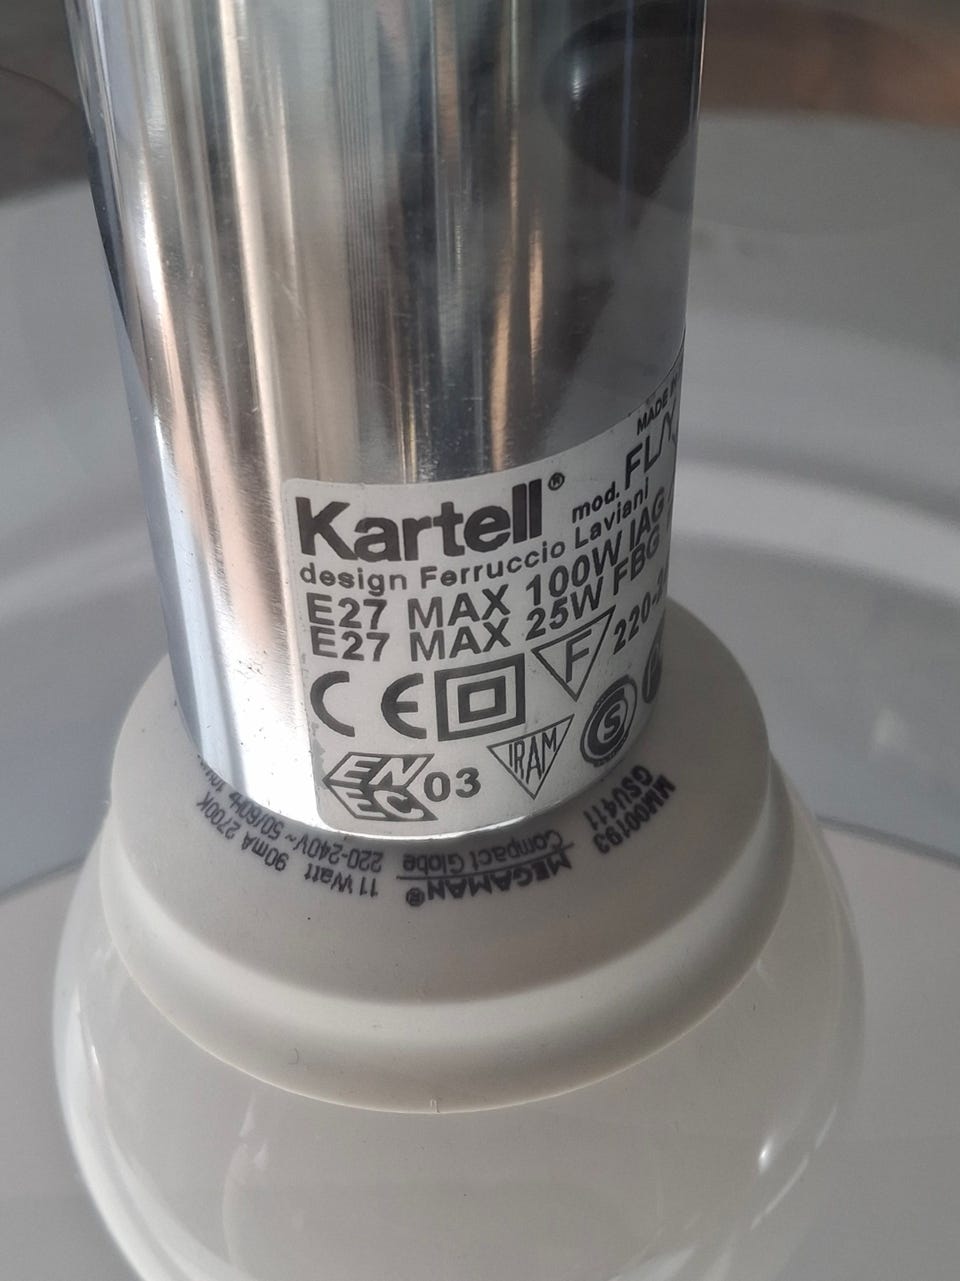 MADE
Kartell® mod. FL/Y
design Ferruccio Laviani
E27 MAX 100W IAG
E27 MAX 25W FBG
CE F 220-
ENEC 03 IRAM S
MM00193
GSU411
MEGAMAN®
Compact Globe
11 Watt
220-240V~ 50/60Hz
90mA 2700K